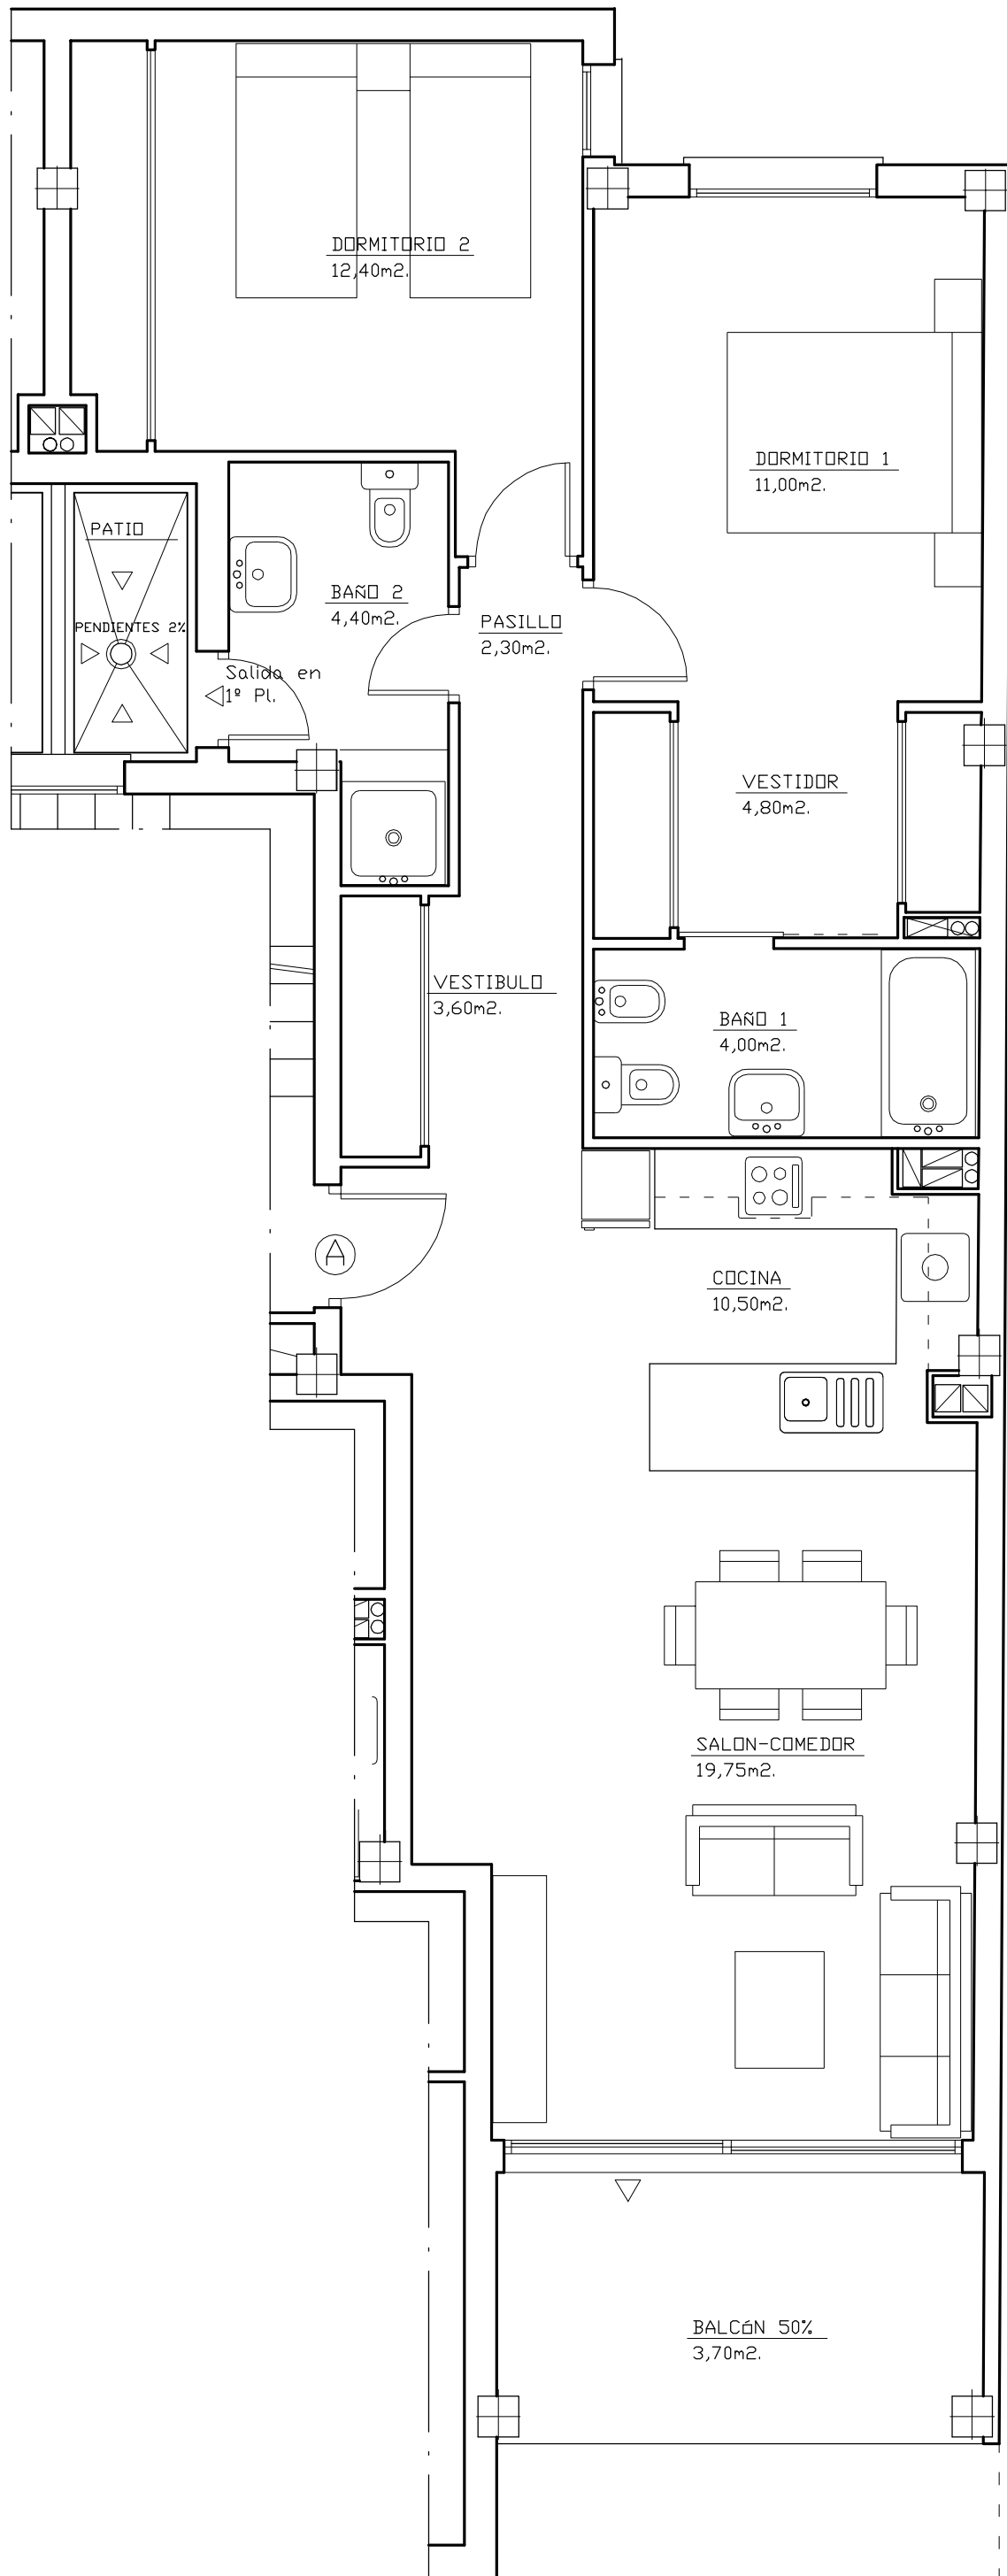 DORMITORIO 2
12,40m2.
DORMITORIO 1
11,00m2.
PATIO
PENDIENTES 2%
BAÑO 2
4,40m2.
PASILLO
2,30m2.
Salida en
1º Pl.
VESTIDOR
4,80m2.
VESTIBULO
3,60m2.
BAÑO 1
4,00m2.
A
COCINA
10,50m2.
SALON-COMEDOR
19,75m2.
BALCóN 50%
3,70m2.